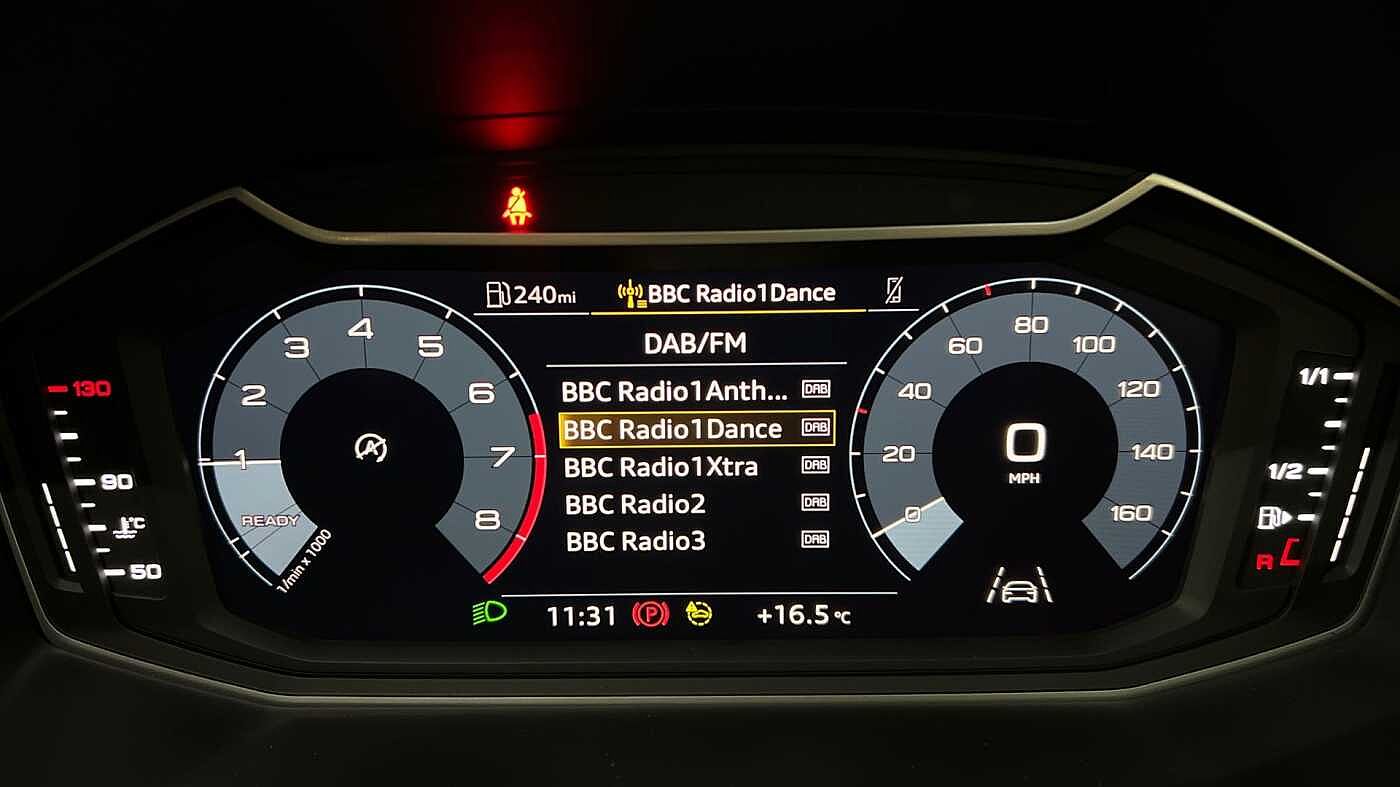 240mi
BBC Radio1Dance
DAB/FM
BBC Radio1Anth... DAB
BBC Radio1Dance DAB
BBC Radio1Xtra DAB
BBC Radio2 DAB
BBC Radio3 DAB
11:31 P +16.5 °C
130
90
°C
50
1
2
3
4
5
6
7
8
READY
1/min x 1000
A
0
20
40
60
80
100
120
140
160
0
MPH
1/1
1/2
R